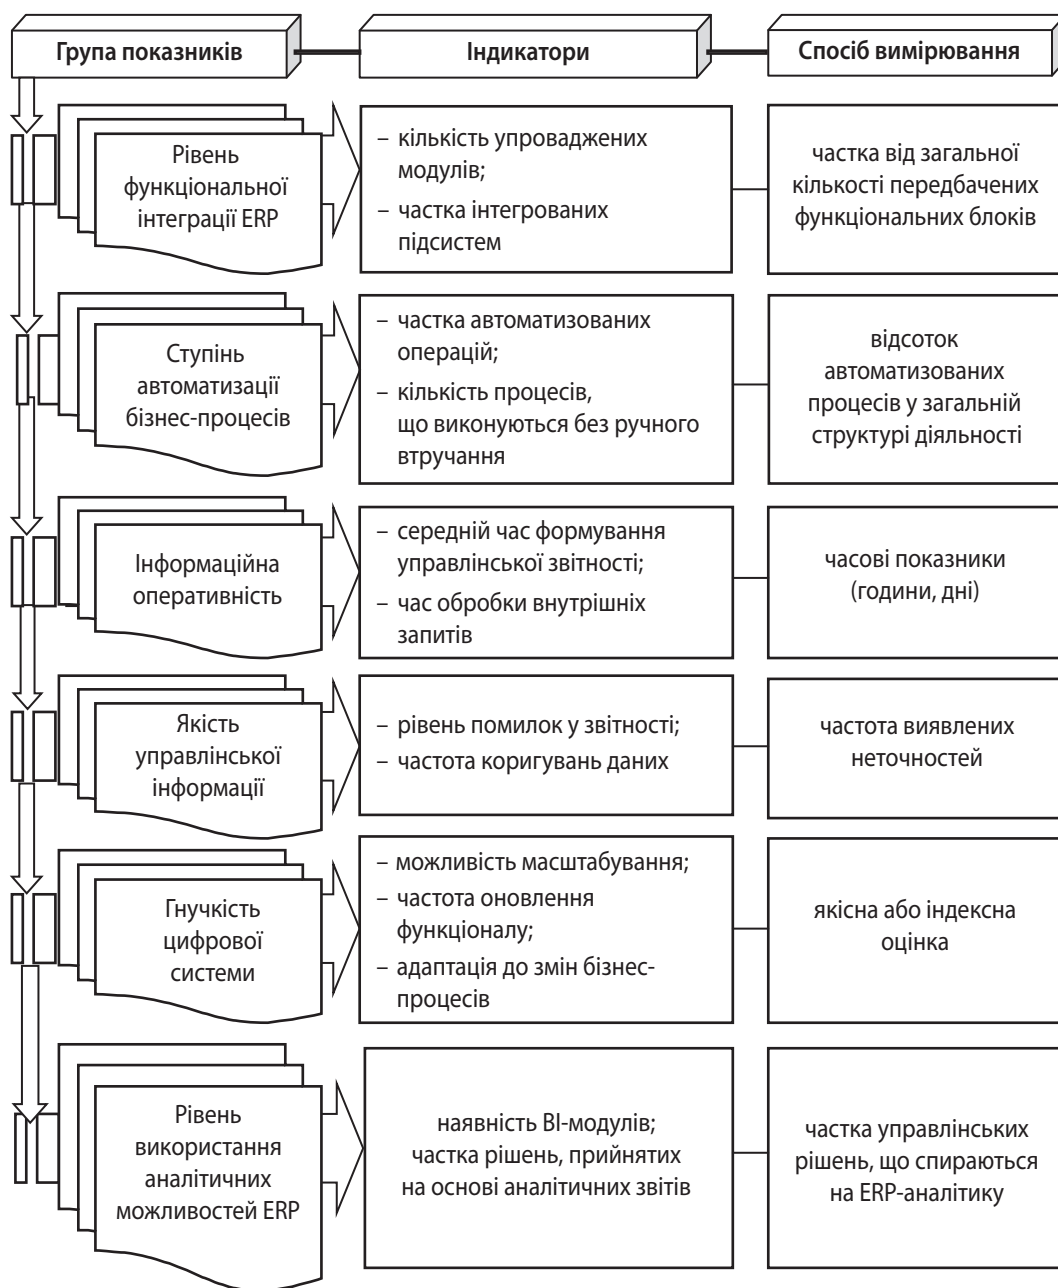 Група показників
Індикатори
Спосіб вимірювання
Рівень
функціональної
інтеграції ERP
– кількість упроваджених
модулів;
– частка інтегрованих
підсистем
частка від загальної
кількості передбачених
функціональних блоків
Ступінь
автоматизації
бізнес-процесів
– частка автоматизованих
операцій;
– кількість процесів,
що виконуються без ручного
втручання
відсоток
автоматизованих
процесів у загальній
структурі діяльності
Інформаційна
оперативність
– середній час формування
управлінської звітності;
– час обробки внутрішніх
запитів
часові показники
(години, дні)
Якість
управлінської
інформації
– рівень помилок у звітності;
– частота коригувань даних
частота виявлених
неточностей
Гнучкість
цифрової
системи
– можливість масштабування;
– частота оновлення
функціоналу;
– адаптація до змін бізнес-
процесів
якісна або індексна
оцінка
Рівень
використання
аналітичних
можливостей ERP
наявність BI-модулів;
частка рішень, прийнятих
на основі аналітичних звітів
частка управлінських
рішень, що спираються
на ERP-аналітику